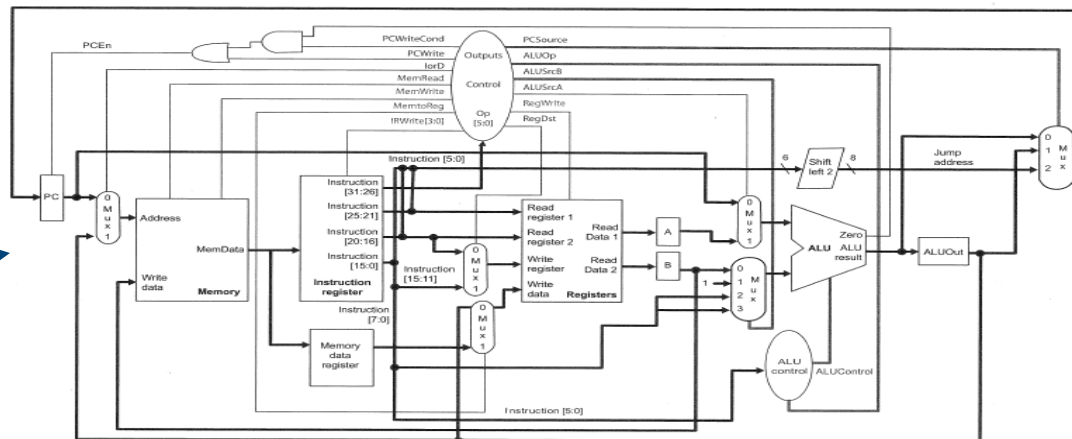 PCEn
PCWriteCond
PCWrite
IorD
MemRead
MemWrite
MemtoReg
IRWrite[3:0]
Outputs
Control
Op
[5:0]
PCSource
ALUOp
ALUSrcB
ALUSrcA
RegWrite
RegDst
PC
0
M
u
x
1
Address
MemData
Write
data
Memory
Instruction [5:0]
Instruction
[31:26]
Instruction
[25:21]
Instruction
[20:16]
Instruction
[15:0]
Instruction
register
Instruction
[15:11]
Instruction
[7:0]
Memory
data
register
0
M
u
x
1
0
M
u
x
1
Read
register 1
Read
register 2
Write
register
Write
data
Read
Data 1
Read
Data 2
Registers
A
B
0
M
u
x
1
1
0
1
2
3
M
u
x
6
Shift
left 2
8
Jump
address
Zero
ALU
ALU
result
ALUOut
0
1
2
M
u
x
ALU
control
ALUControl
Instruction [5:0]